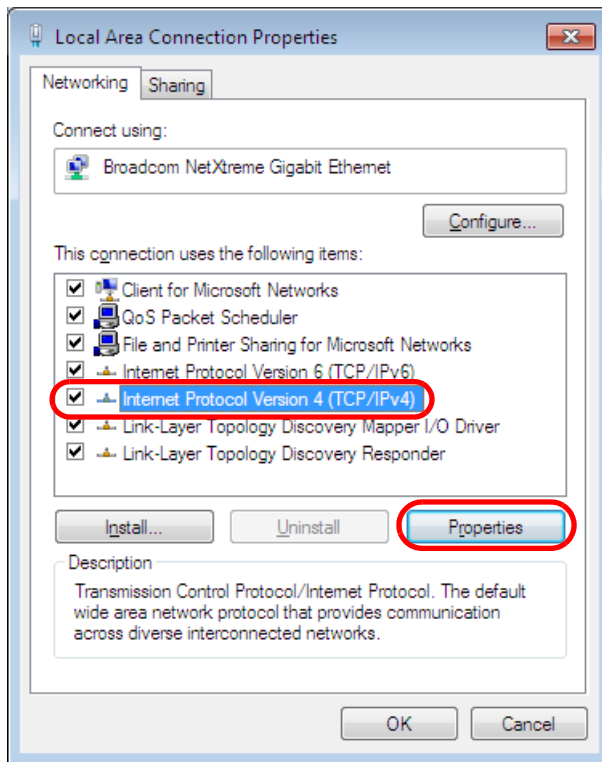 Local Area Connection Properties
Networking
Sharing
Connect using:
Broadcom NetXtreme Gigabit Ethernet
Configure...
This connection uses the following items:
Client for Microsoft Networks
QoS Packet Scheduler
File and Printer Sharing for Microsoft Networks
Internet Protocol Version 6 (TCP/IPv6)
Internet Protocol Version 4 (TCP/IPv4)
Link-Layer Topology Discovery Mapper I/O Driver
Link-Layer Topology Discovery Responder
Install...
Uninstall
Properties
Description
Transmission Control Protocol/Internet Protocol. The default
wide area network protocol that provides communication
across diverse interconnected networks.
OK
Cancel